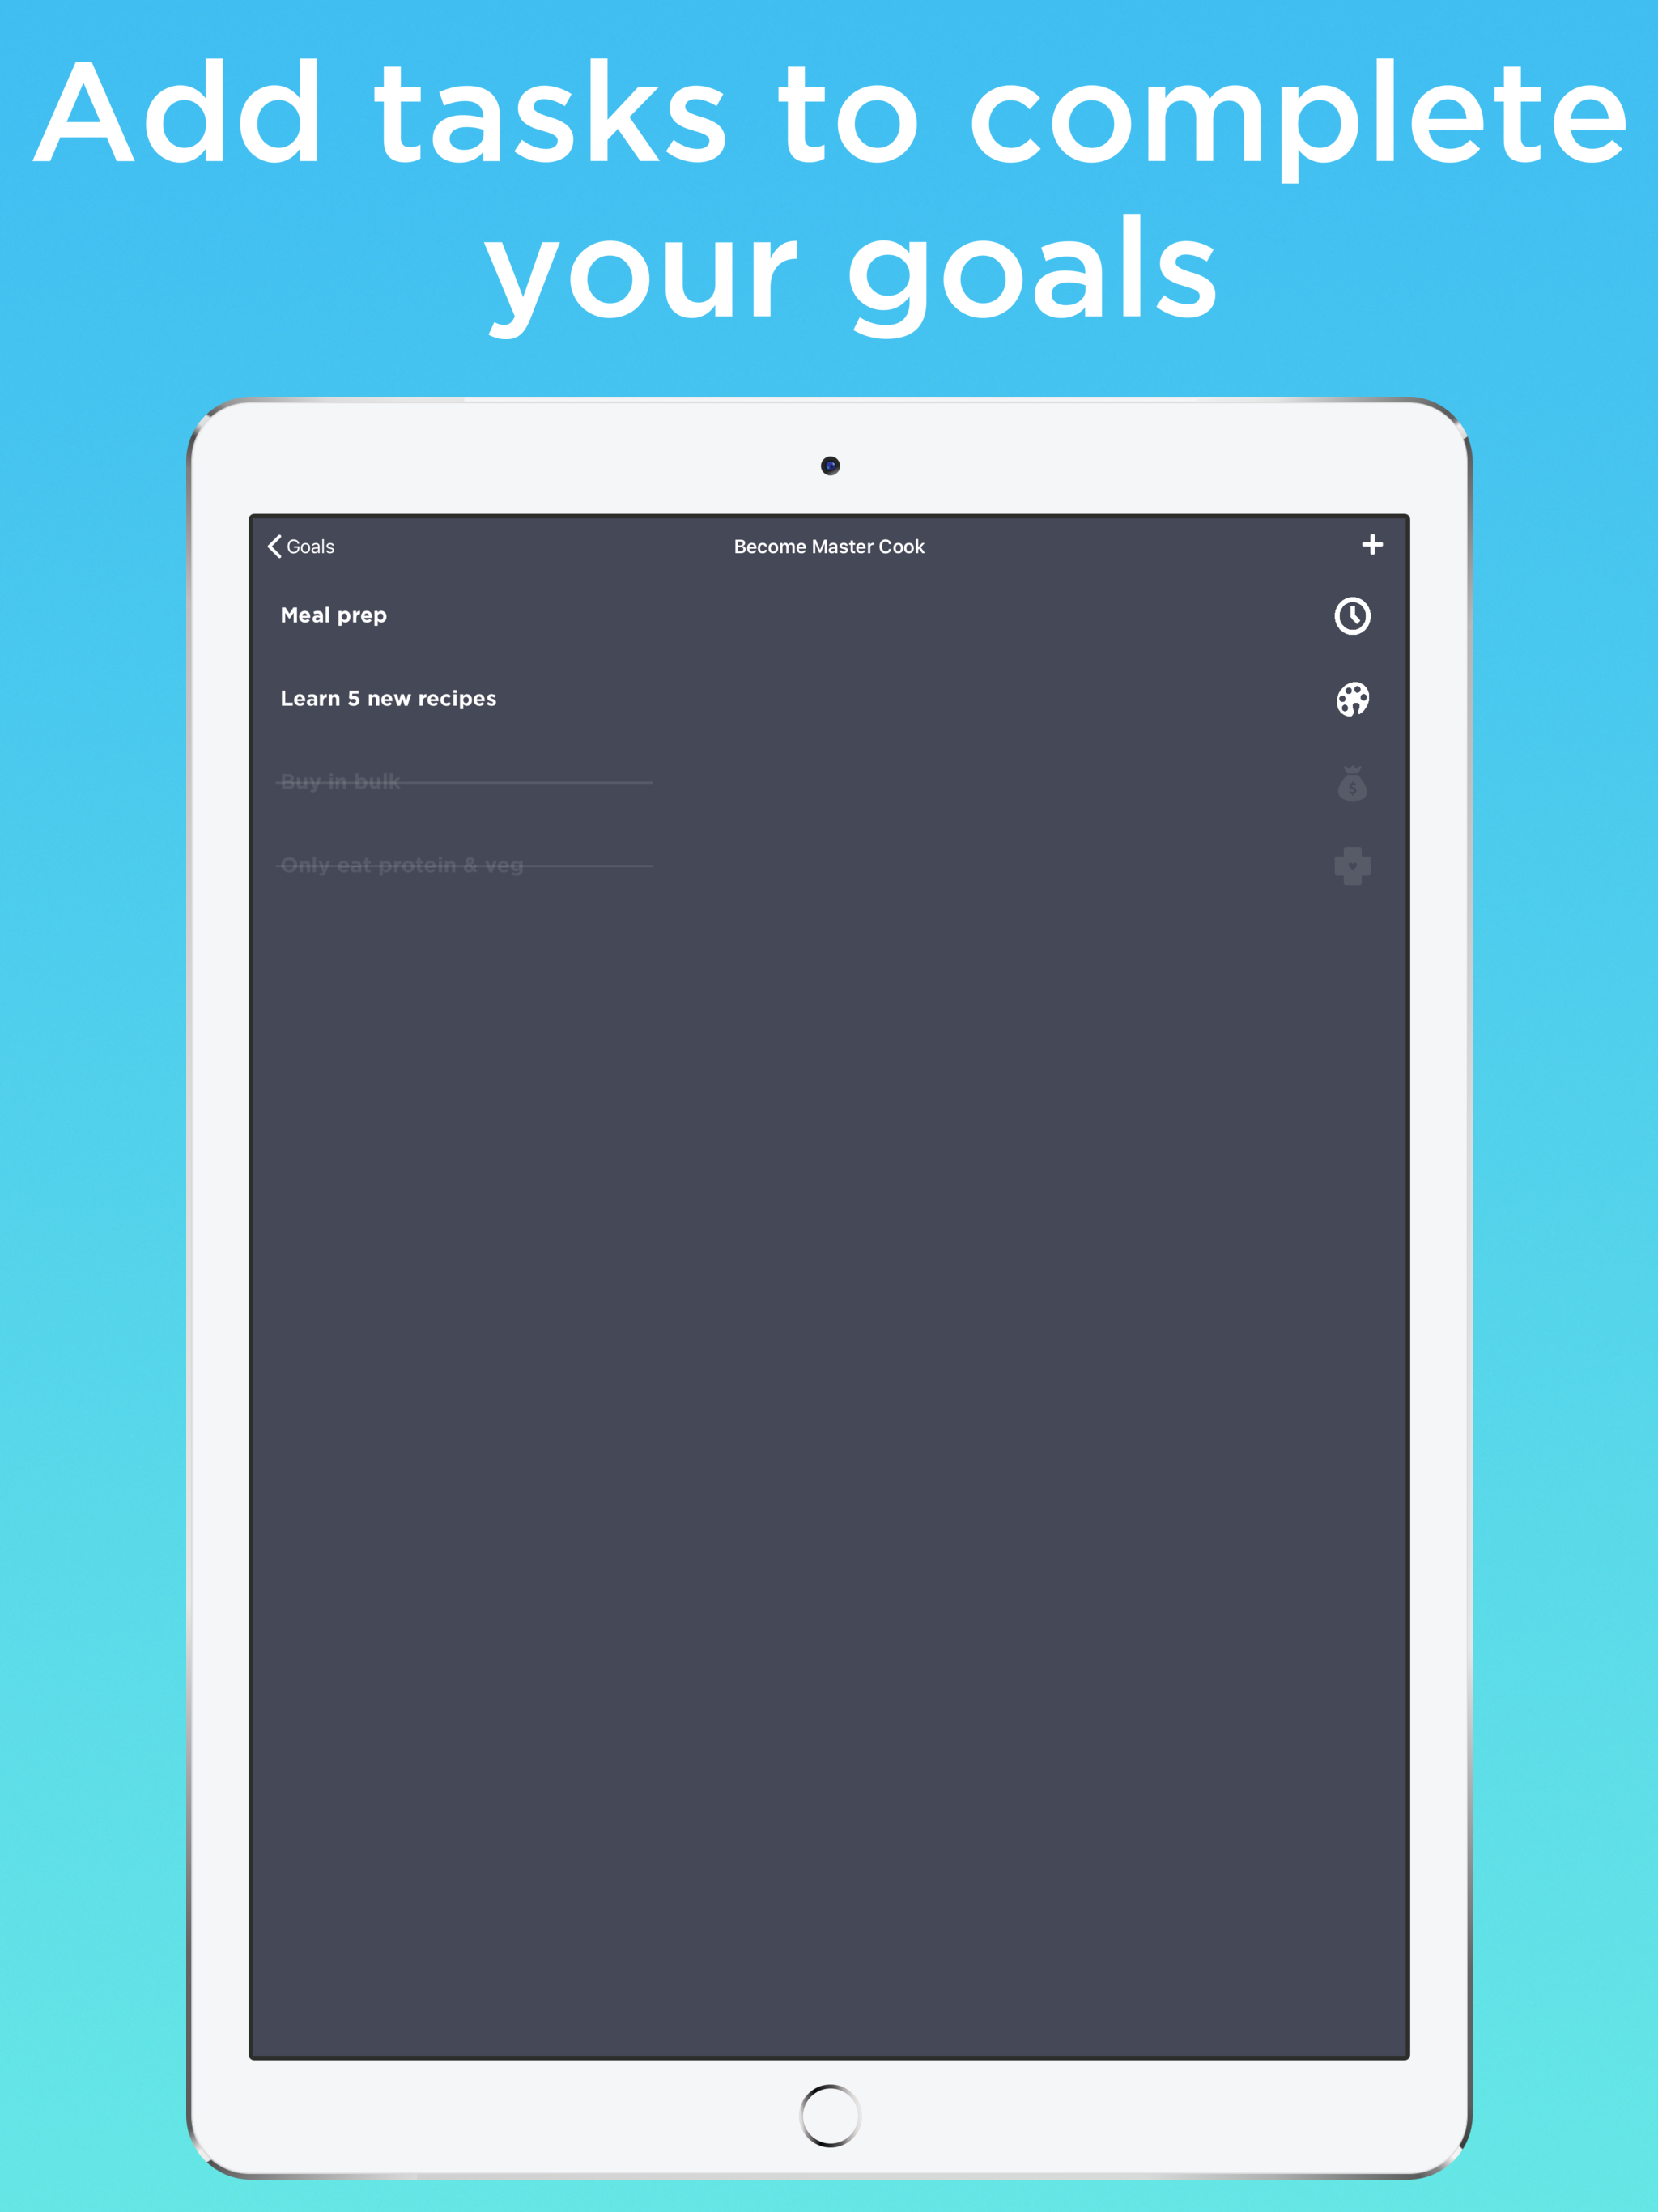 Add tasks to complete
your goals
Goals
Become Master Cook
Meal prep
Learn 5 new recipes
Buy in bulk
$
Only eat protein & veg